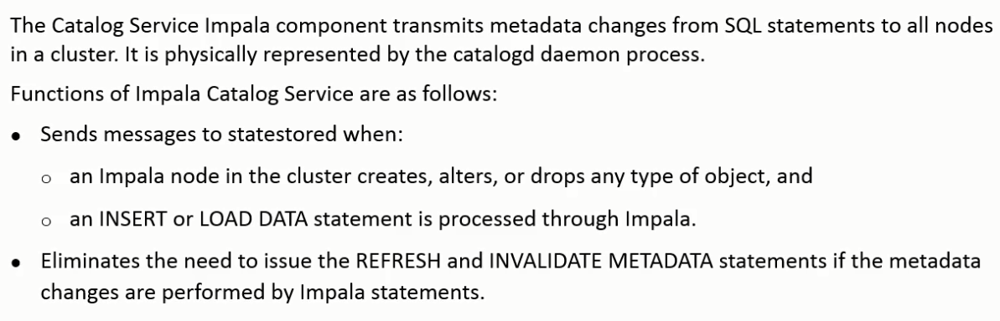 The Catalog Service Impala component transmits metadata changes from SQL statements to all nodes
in a cluster. It is physically represented by the catalogd daemon process.
Functions of Impala Catalog Service are as follows:
● Sends messages to statestored when:
○ an Impala node in the cluster creates, alters, or drops any type of object, and
○ an INSERT or LOAD DATA statement is processed through Impala.
● Eliminates the need to issue the REFRESH and INVALIDATE METADATA statements if the metadata
changes are performed by Impala statements.